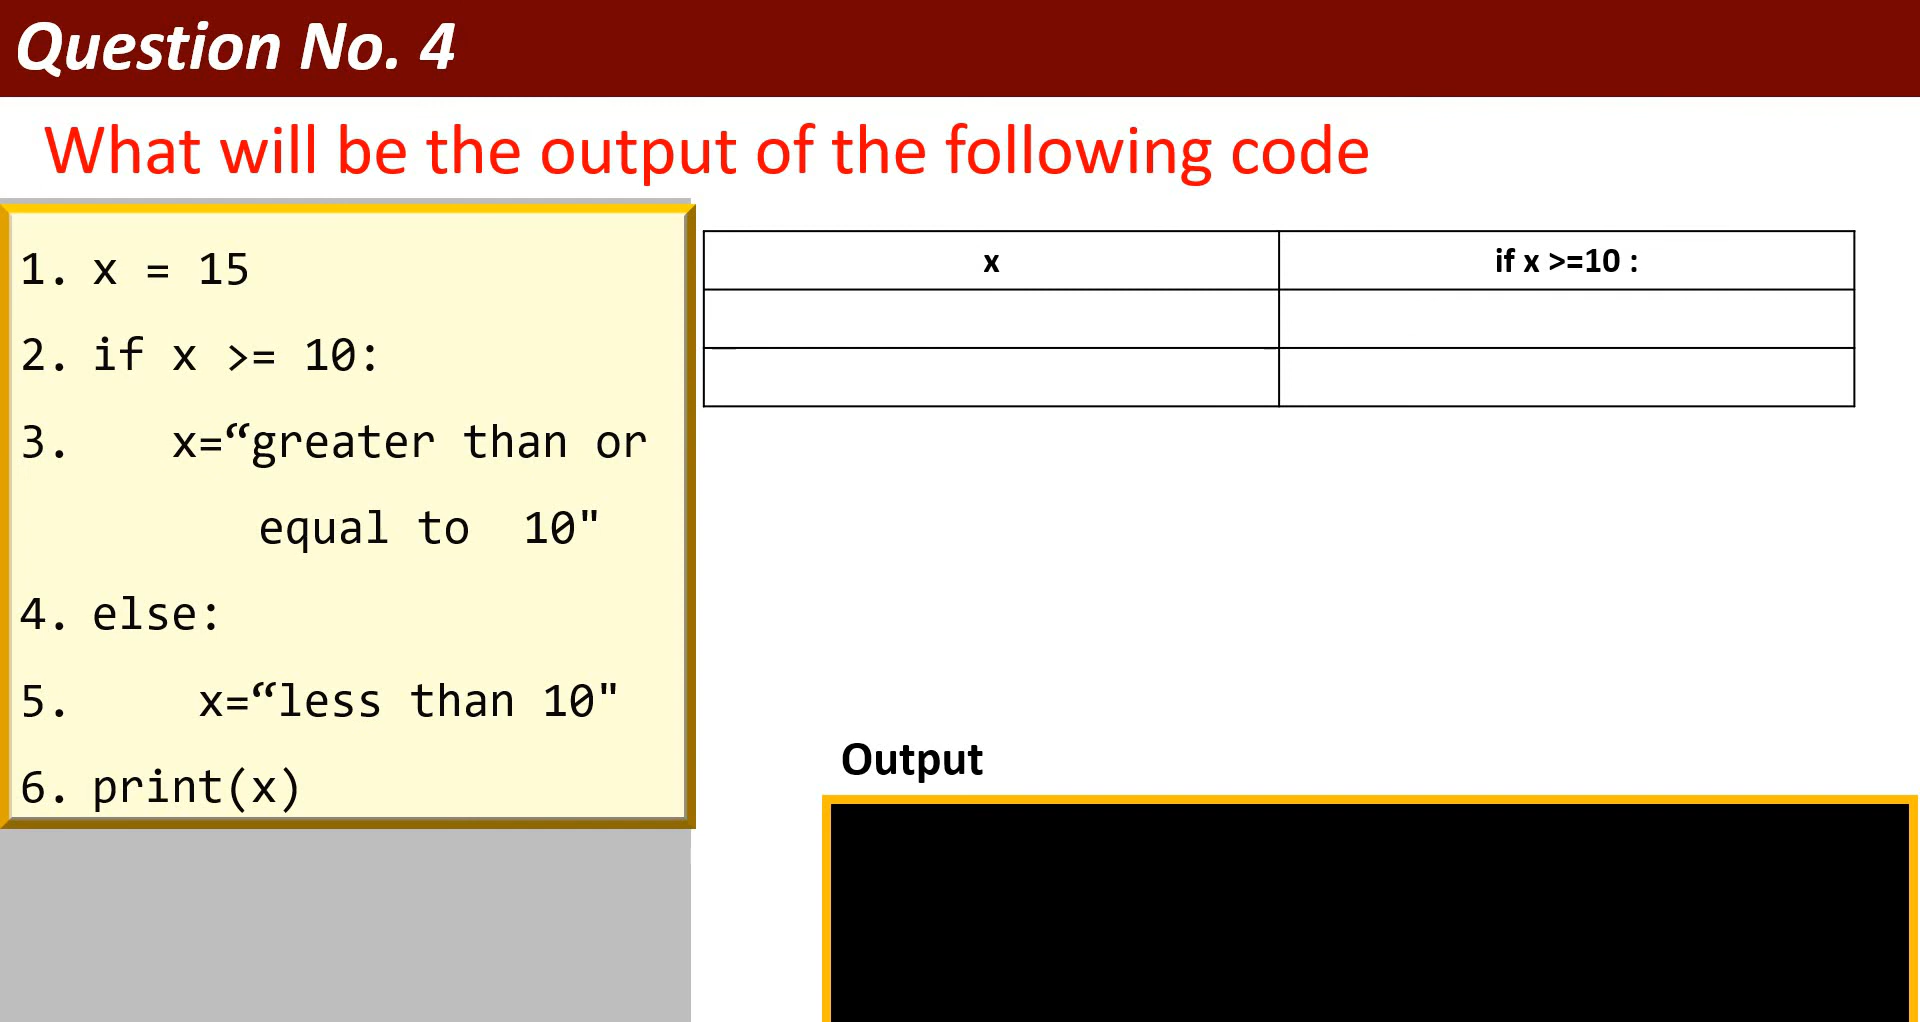 Question No. 4
What will be the output of the following code
1. x = 15
2. if x >= 10:
3. x=“greater than or
equal to 10"
4. else:
5. x=“less than 10"
6. print(x)
x if x >=10 :
Output